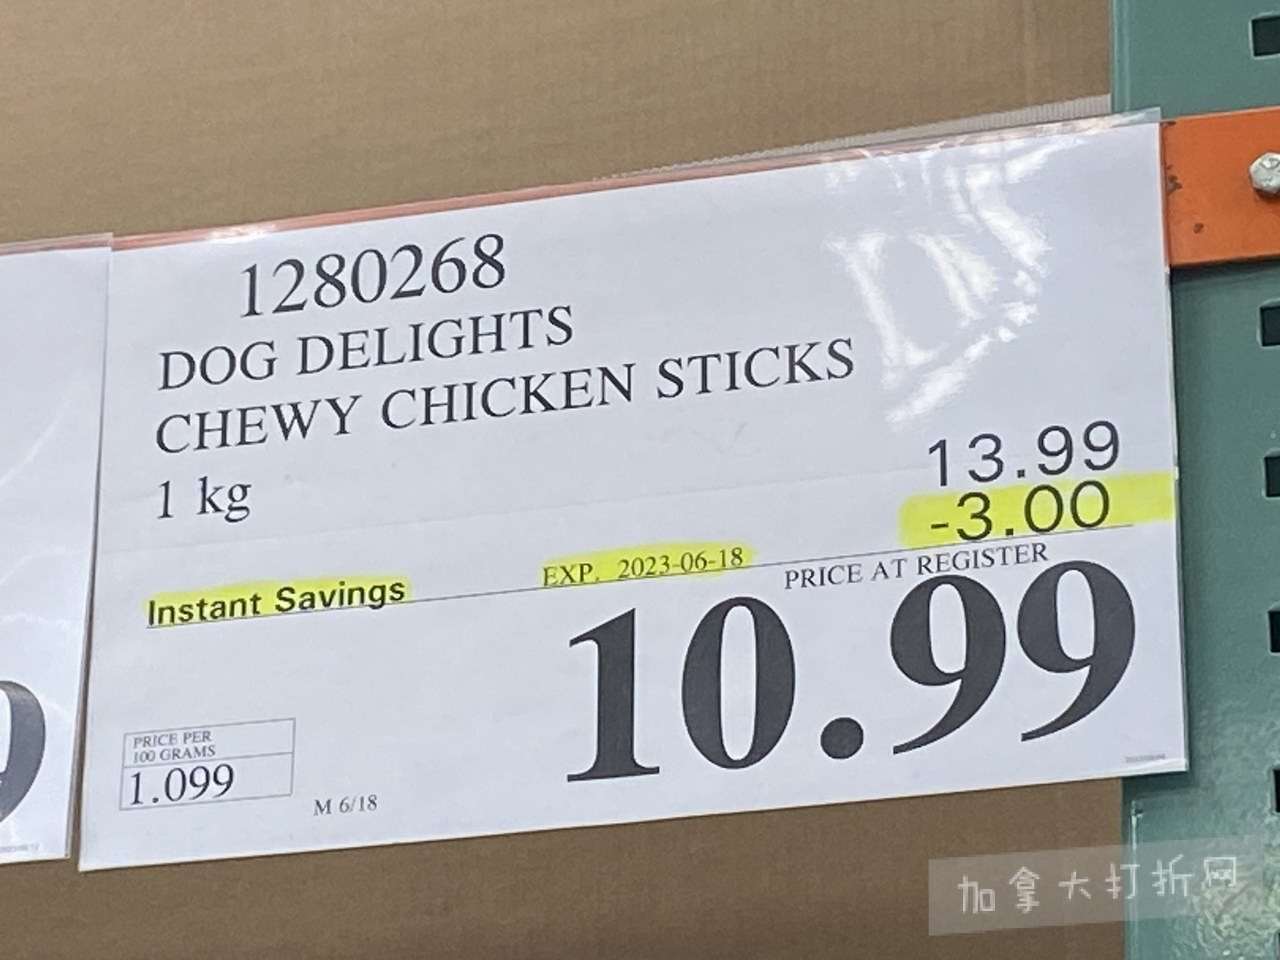 1280268
DOG DELIGHTS
CHEWY CHICKEN STICKS
1 kg
13.99
-3.00
Instant Savings
EXP. 2023-06-18
PRICE AT REGISTER
10.99
PRICE PER
100 GRAMS
1.099
M 6/18
加拿大打折网